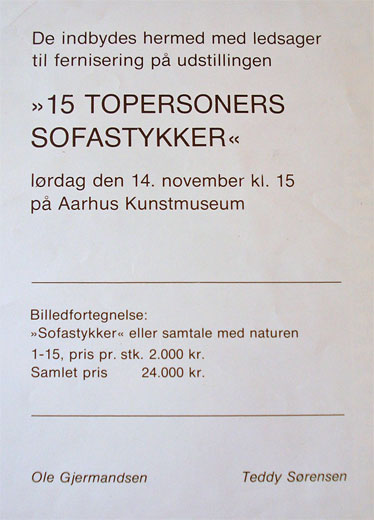 De indbydes hermed med ledsager
til fernisering på udstillingen
»15 TOPERSONERS
SOFASTYKKER«
lørdag den 14. november kl. 15
på Aarhus Kunstmuseum
Billedfortegnelse:
»Sofastykker« eller samtale med naturen
1-15, pris pr. stk. 2.000 kr.
Samlet pris 24.000 kr.
Ole Gjermandsen Teddy Sørensen